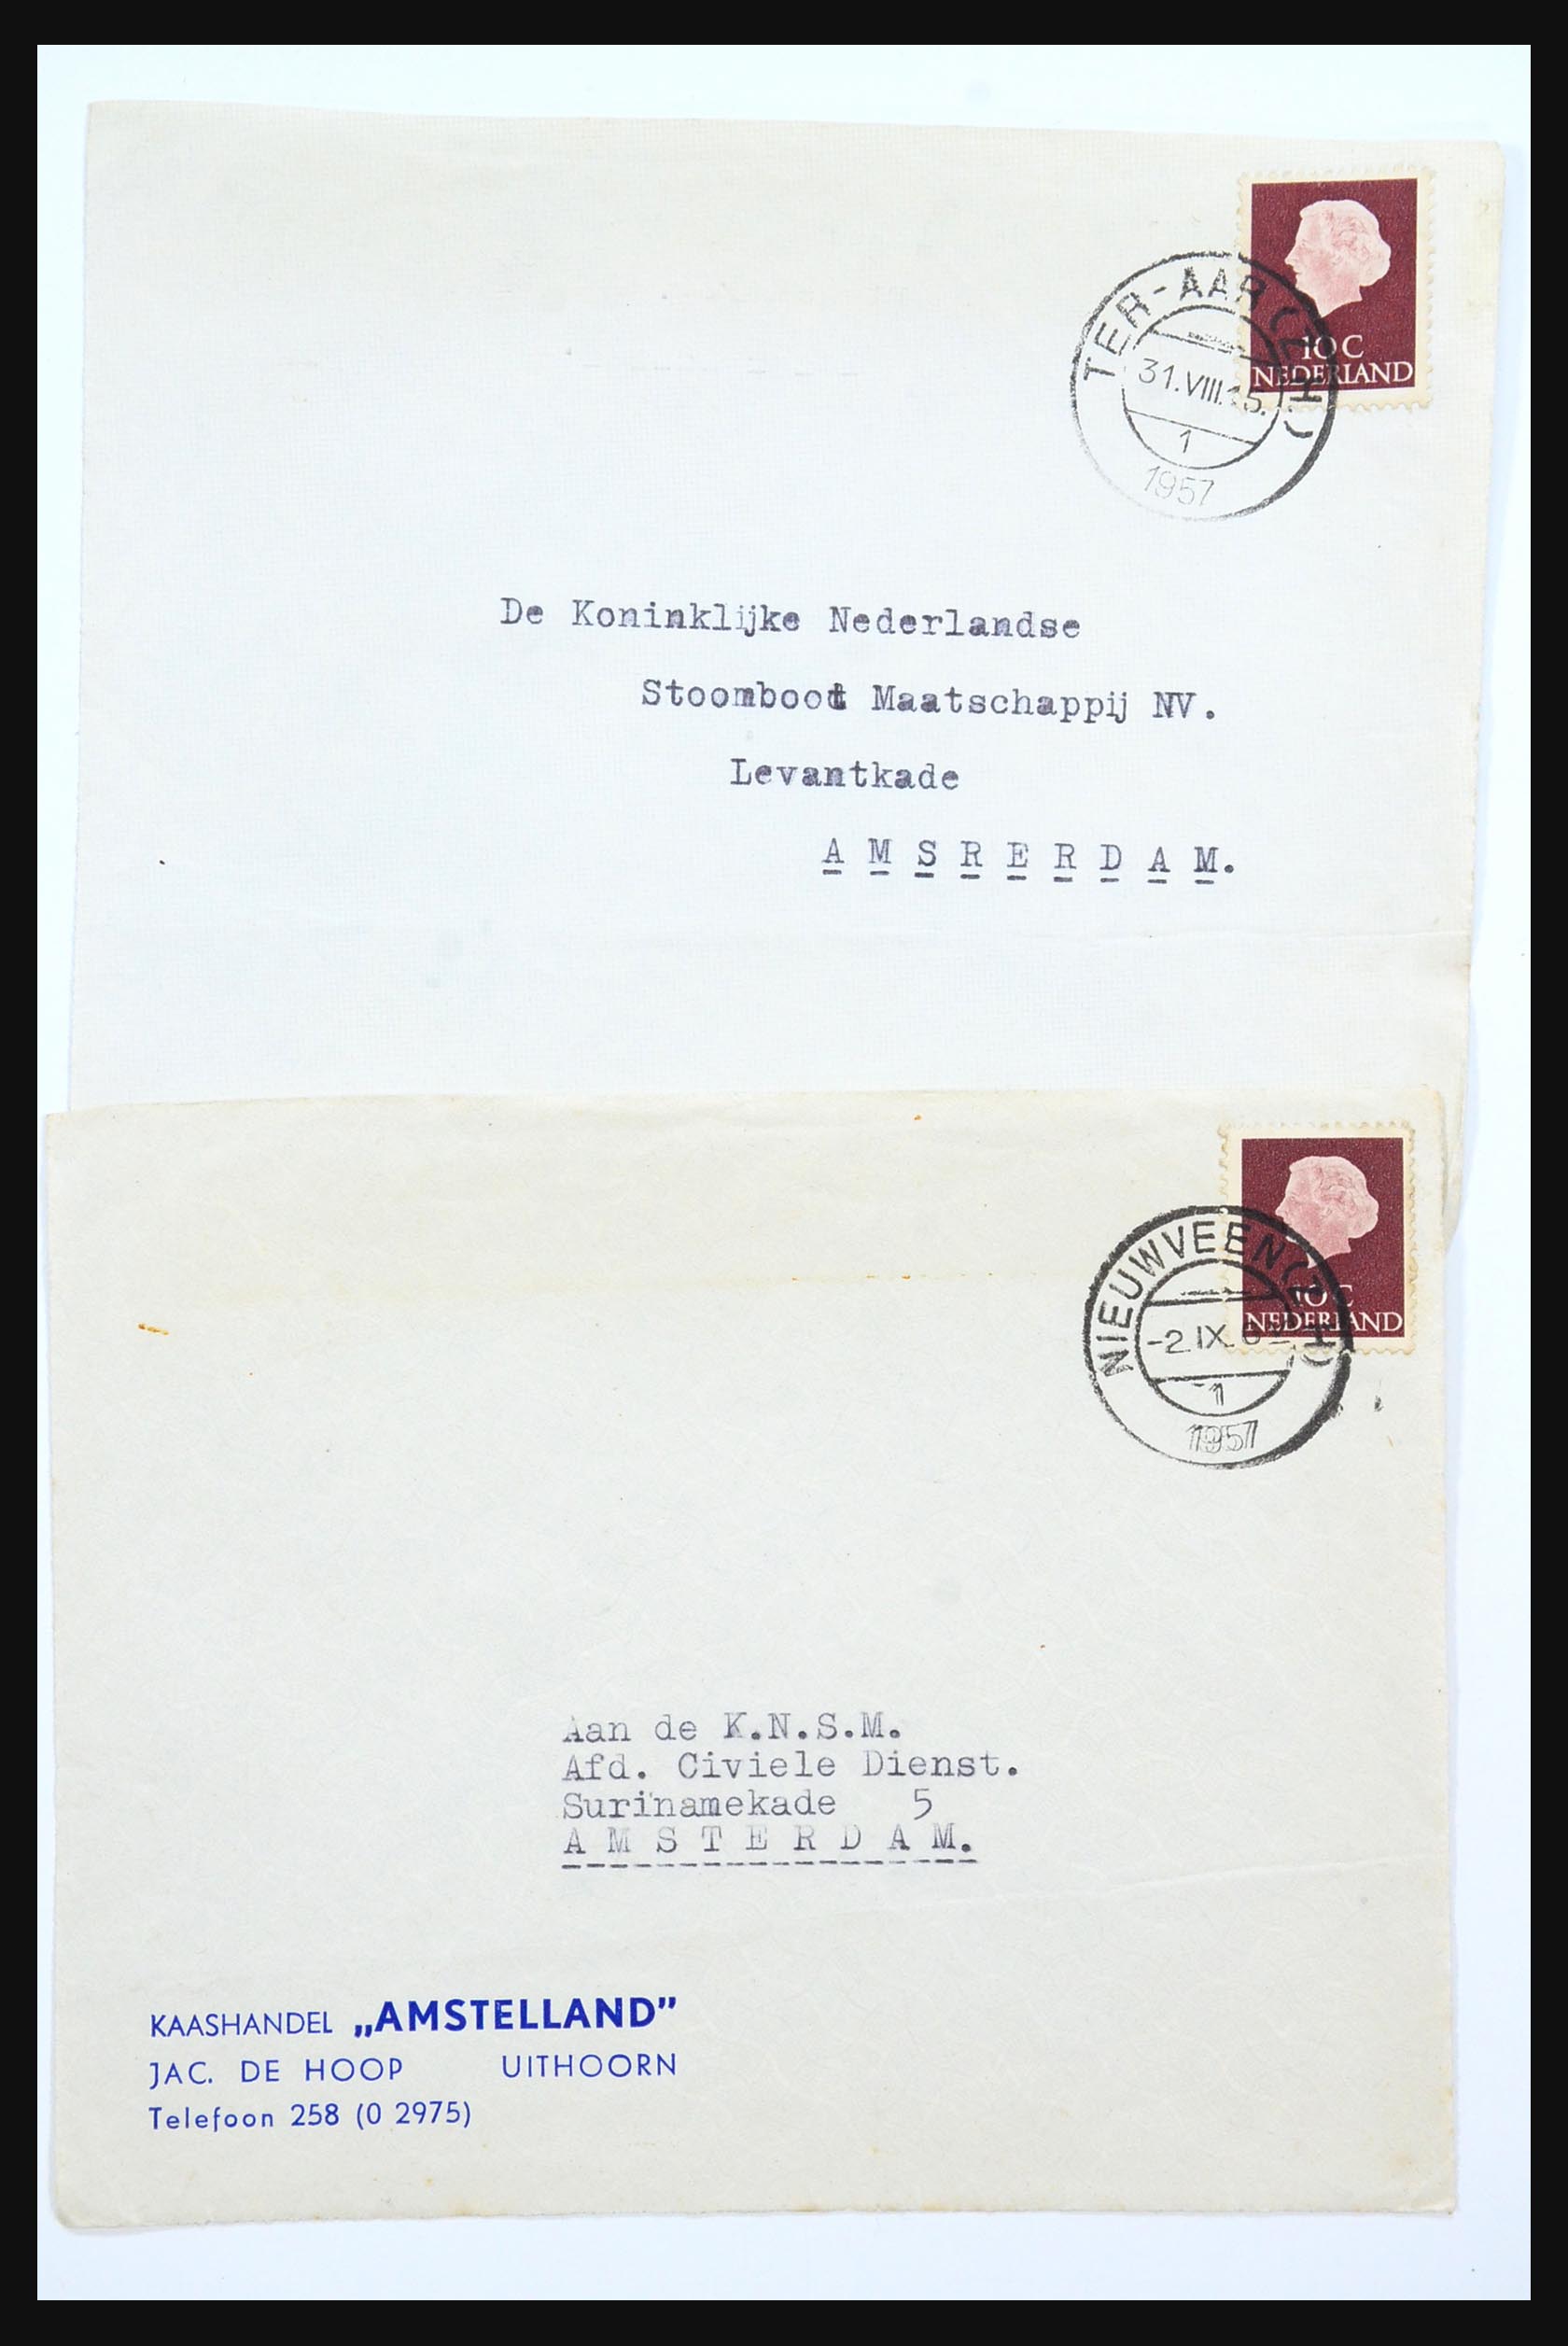 10 C
NEDERLAND
TER-AAR (Z.H.)
31.VIII.15.
1
1957
De Koninklijke Nederlandse
Stoomboot Maatschappij NV.
Levantkade
A M S R E R D A M.
10 C
NEDERLAND
NIEUWVEEN (Z.H)
-2.IX.
1
1957
Aan de K.N.S.M.
Afd. Civiele Dienst.
Surinamekade 5
A M S T E R D A M.
KAASHANDEL „AMSTELLAND”
JAC. DE HOOP UITHOORN
Telefoon 258 (0 2975)